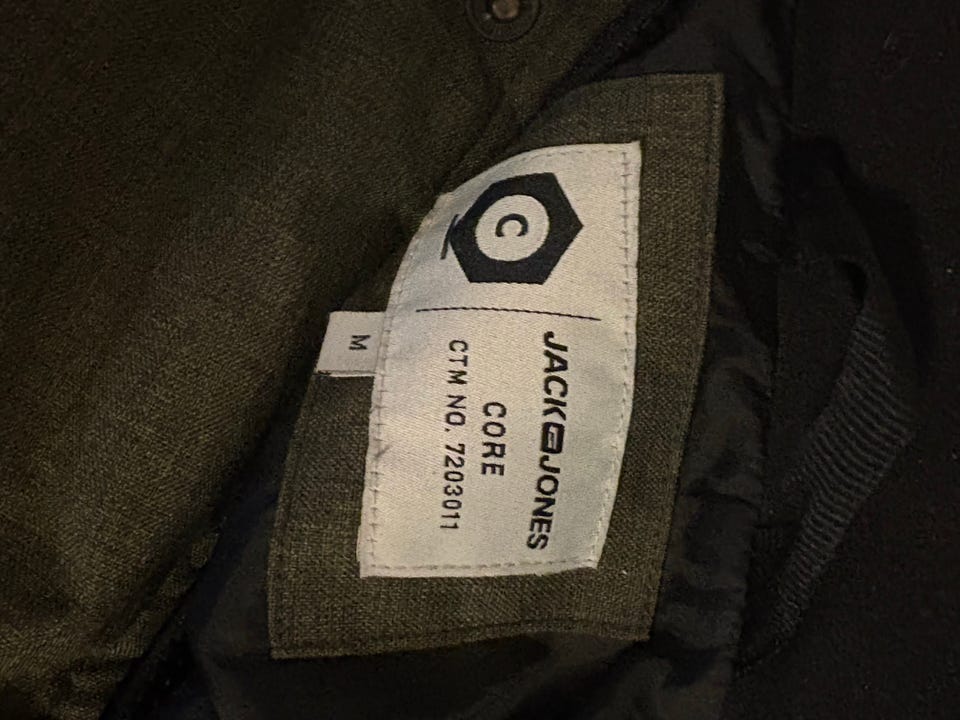 C
JACK JONES
CORE
CTM NO. 7203011
M